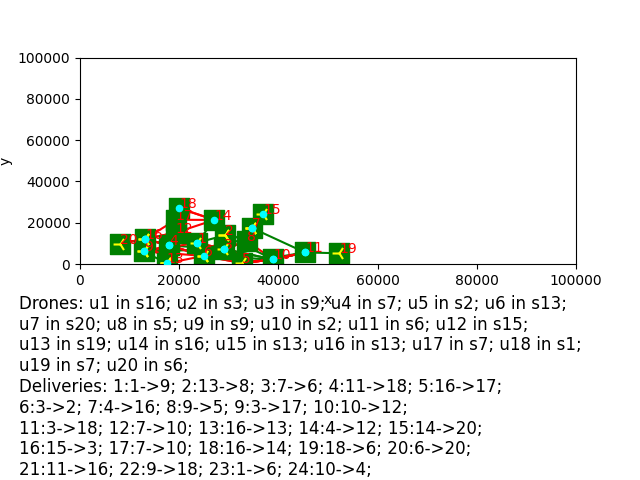 100000
80000
60000
40000
20000
0
y
0 20000 40000 60000 80000 100000
x
Drones: u1 in s16; u2 in s3; u3 in s9; u4 in s7; u5 in s2; u6 in s13;
u7 in s20; u8 in s5; u9 in s9; u10 in s2; u11 in s6; u12 in s15;
u13 in s19; u14 in s16; u15 in s13; u16 in s13; u17 in s7; u18 in s1;
u19 in s7; u20 in s6;
Deliveries: 1:1->9; 2:13->8; 3:7->6; 4:11->18; 5:16->17;
6:3->2; 7:4->16; 8:9->5; 9:3->17; 10:10->12;
11:3->18; 12:7->10; 13:16->13; 14:4->12; 15:14->20;
16:15->3; 17:7->10; 18:16->14; 19:18->6; 20:6->20;
21:11->16; 22:9->18; 23:1->6; 24:10->4;